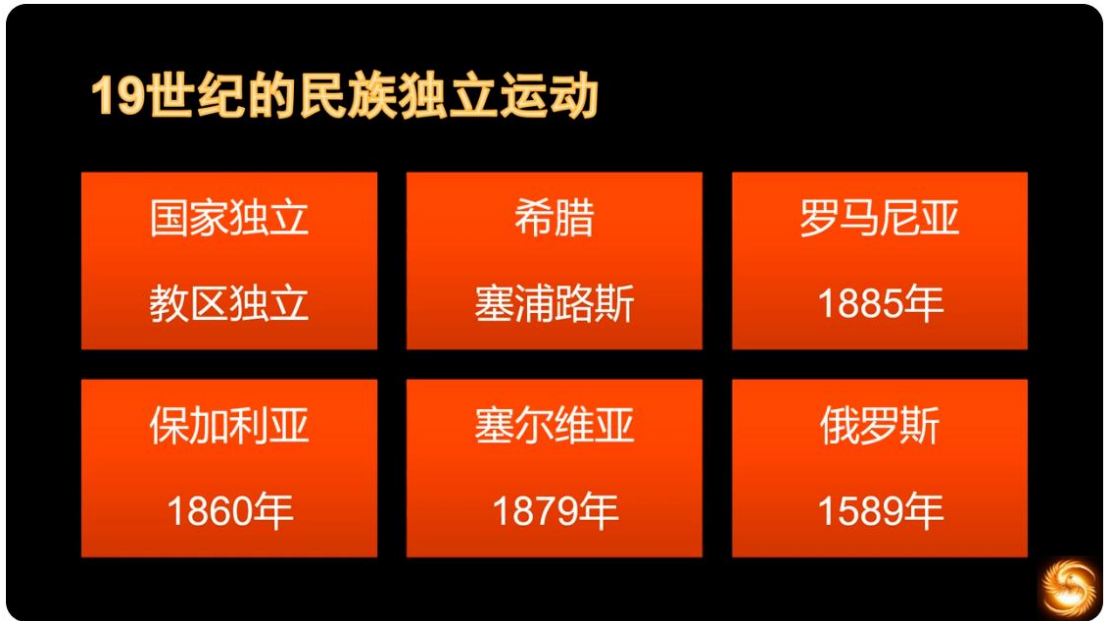 19世纪的民族独立运动
国家独立
教区独立
希腊
塞浦路斯
罗马尼亚
1885年
保加利亚
1860年
塞尔维亚
1879年
俄罗斯
1589年